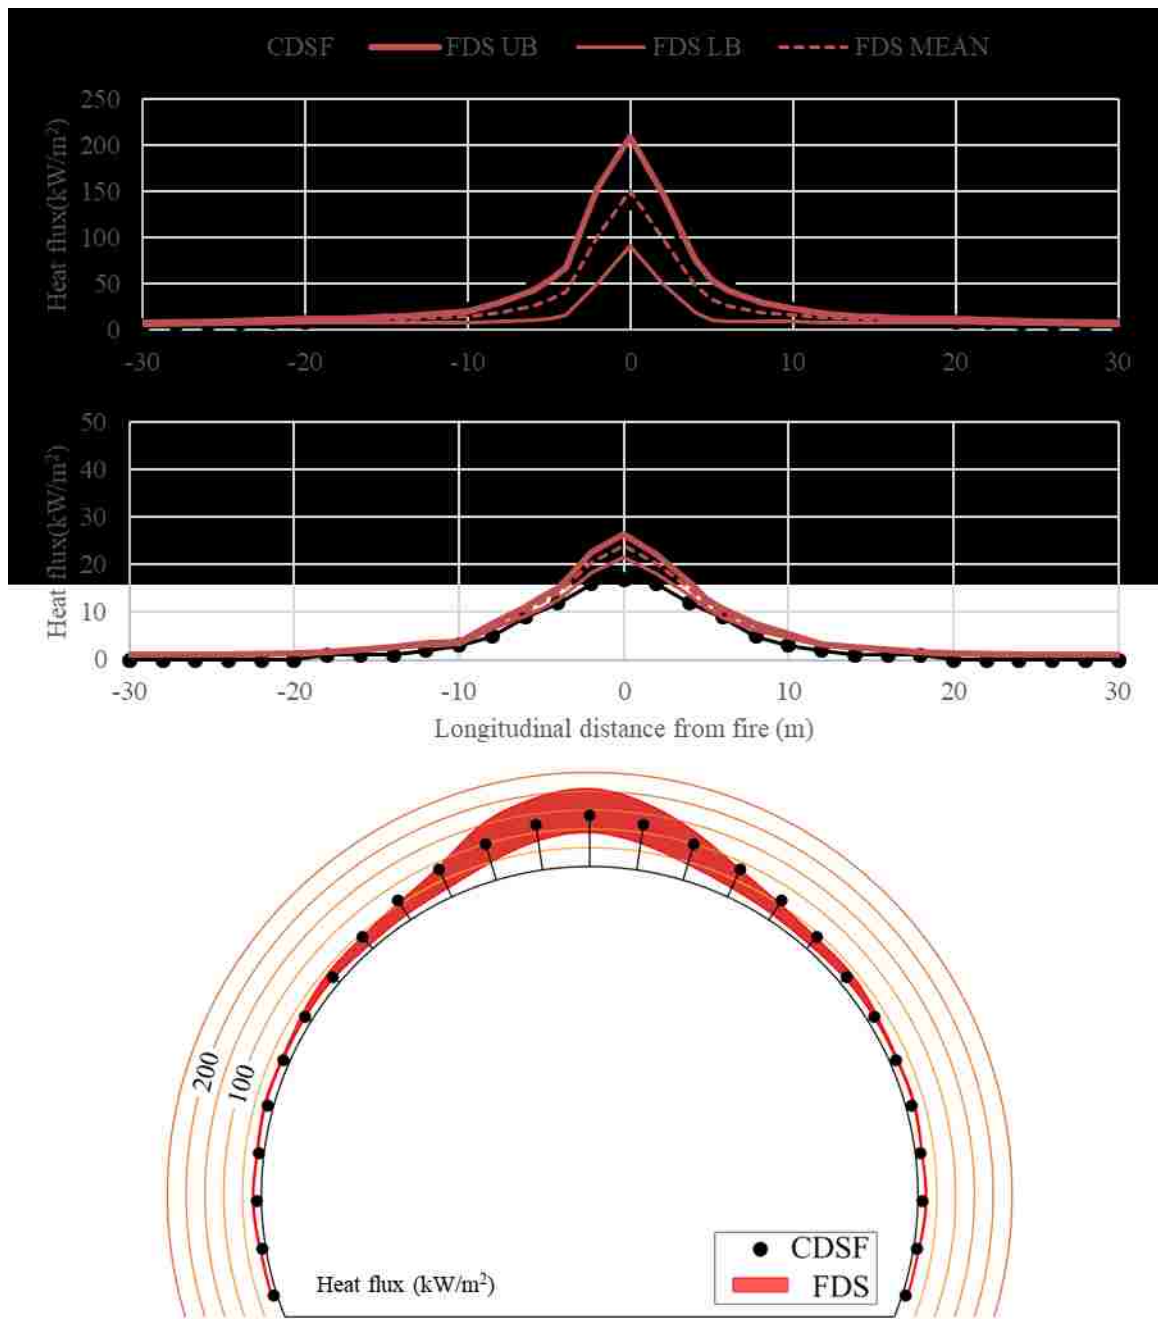 CDSF FDS UB FDS LB FDS MEAN
250
200
150
100
50
0
Heat flux(kW/m²)
-30 -20 -10 0 10 20 30
50
40
30
20
10
0
Heat flux(kW/m²)
-30 -20 -10 0 10 20 30
Longitudinal distance from fire (m)
200
100
CDSF
FDS
Heat flux (kW/m²)